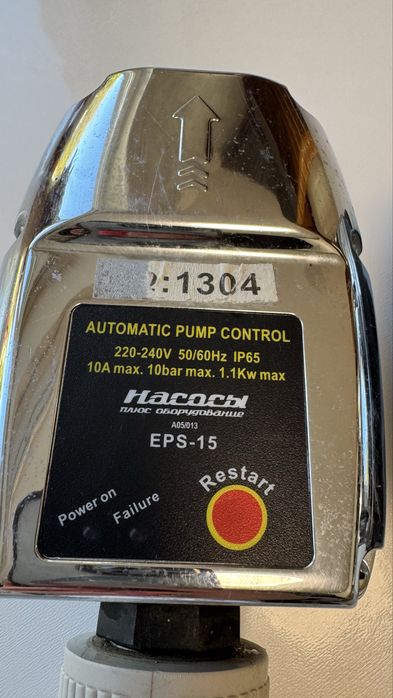 :1304
AUTOMATIC PUMP CONTROL
220-240V 50/60Hz IP65
10A max. 10bar max. 1.1Kw max
Насосы
плюс оборудование
A05/013
EPS-15
Restart
Power on
Failure